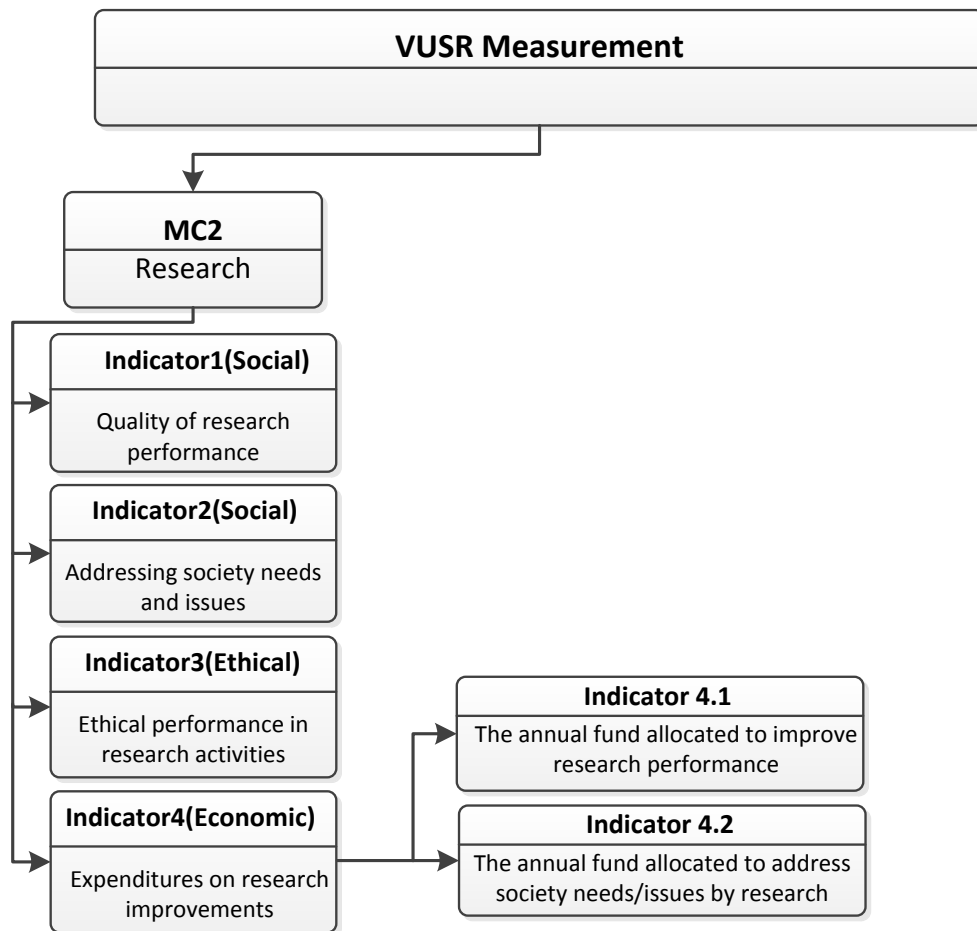 VUSR Measurement
MC2
Research
Indicator1(Social)
Quality of research
performance
Indicator2(Social)
Addressing society needs
and issues
Indicator3(Ethical)
Ethical performance in
research activities
Indicator4(Economic)
Expenditures on research
improvements
Indicator 4.1
The annual fund allocated to improve
research performance
Indicator 4.2
The annual fund allocated to address
society needs/issues by research